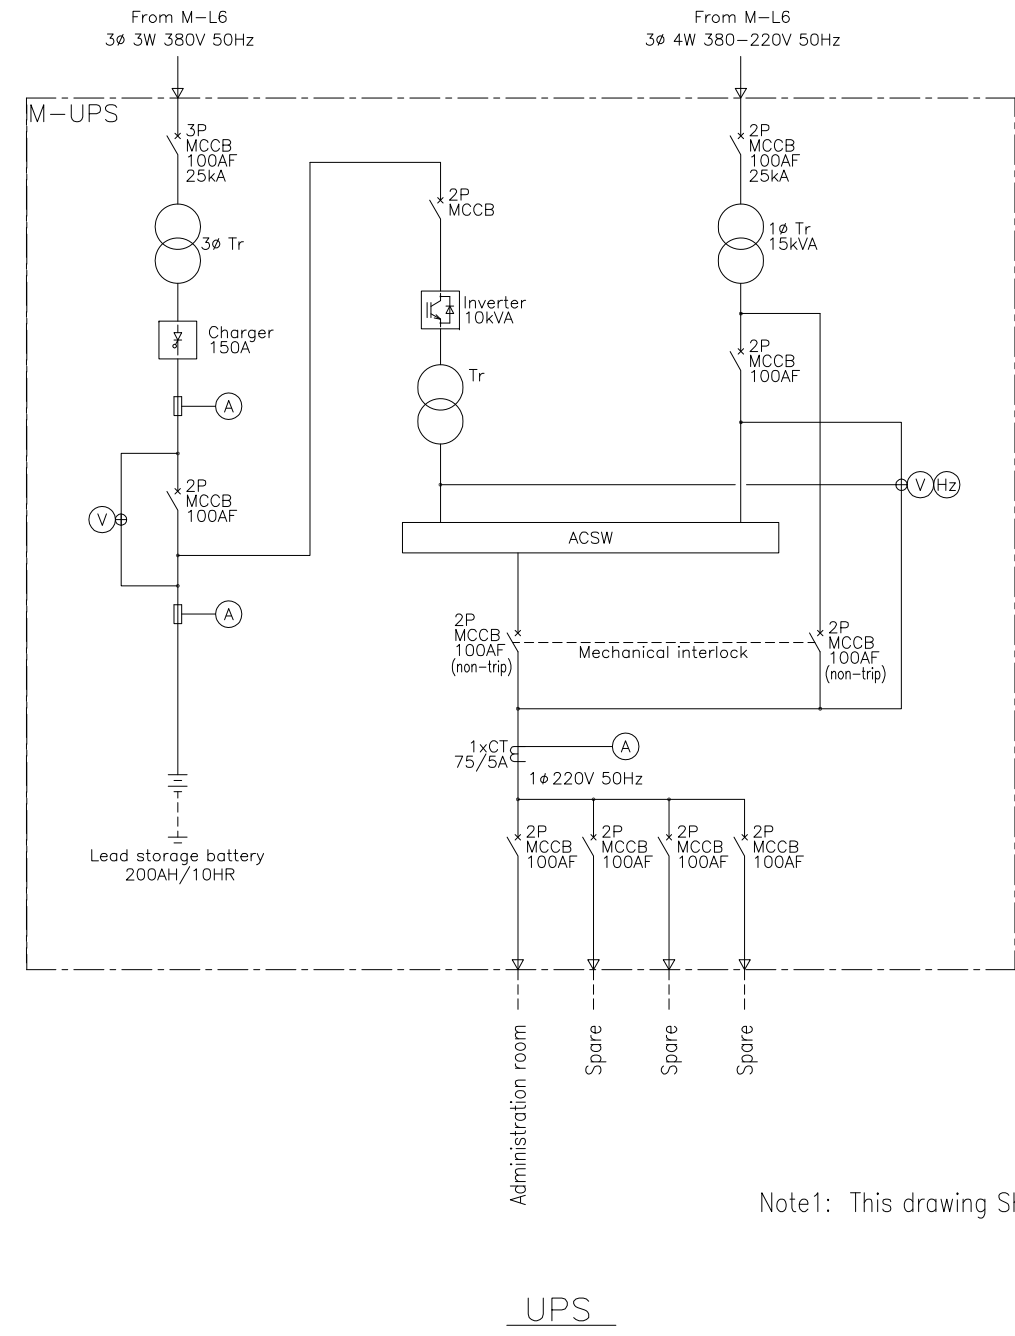 From M-L6
3ø 3W 380V 50Hz
From M-L6
3ø 4W 380-220V 50Hz
M-UPS
3P
MCCB
100AF
25kA
3ø Tr
Charger
150A
A
2P
MCCB
100AF
V
A
Lead storage battery
200AH/10HR
2P
MCCB
Inverter
10kVA
Tr
2P
MCCB
100AF
25kA
1ø Tr
15kVA
2P
MCCB
100AF
V
Hz
ACSW
2P
MCCB
100AF
(non-trip)
Mechanical interlock
2P
MCCB
100AF
(non-trip)
1xCT
75/5A
A
1ø220V 50Hz
2P
MCCB
100AF
2P
MCCB
100AF
2P
MCCB
100AF
2P
MCCB
100AF
Administration room
Spare
Spare
Spare
Note1: This drawing
UPS